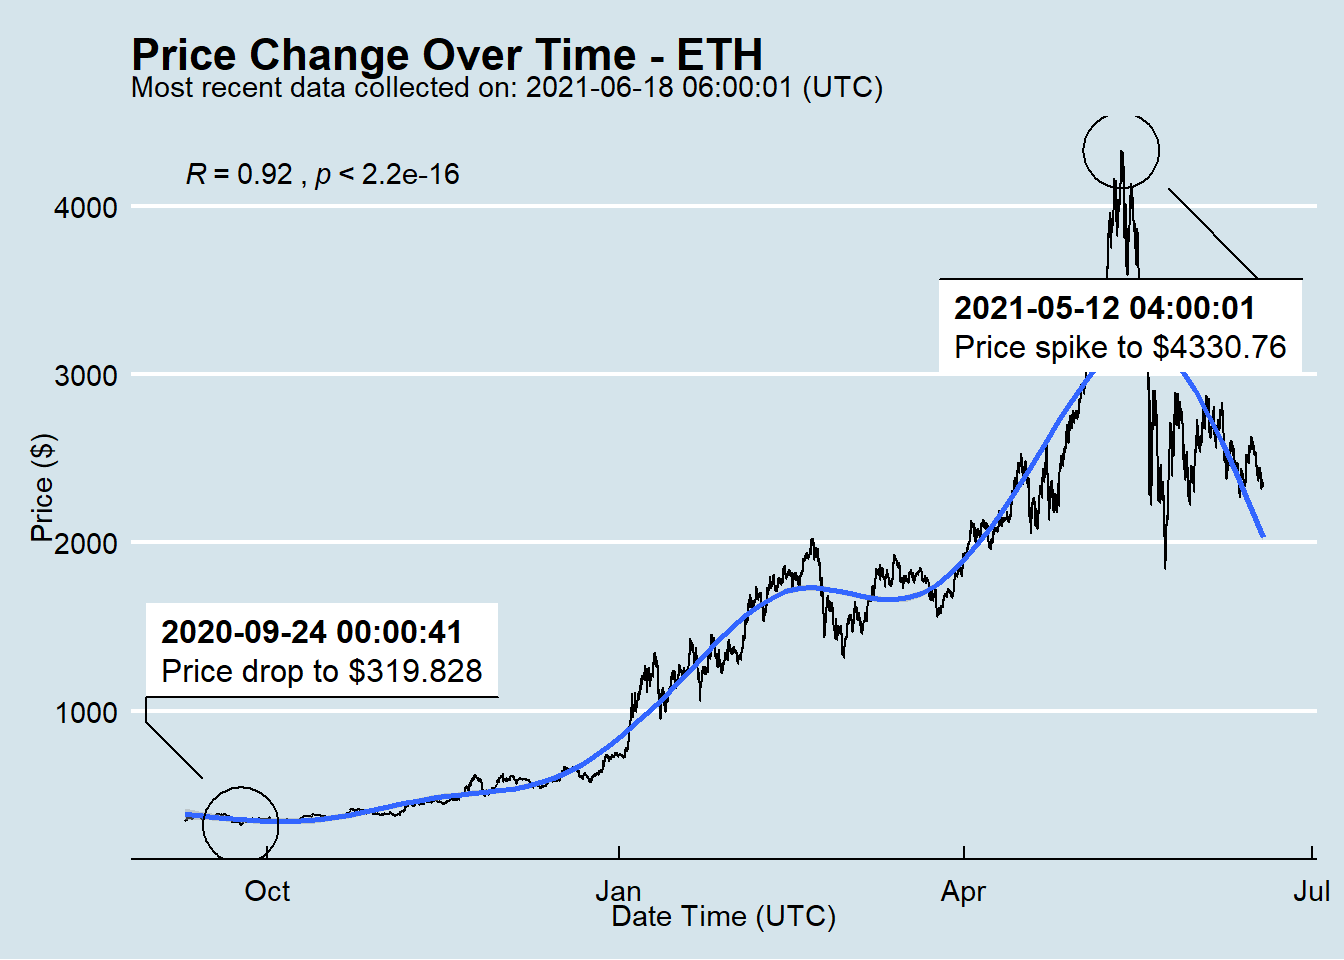 Price Change Over Time - ETH
Most recent data collected on: 2021-06-18 06:00:01 (UTC)
R = 0.92 , p < 2.2e-16
4000
3000
2000
1000
Price ($)
2021-05-12 04:00:01
Price spike to $4330.76
2020-09-24 00:00:41
Price drop to $319.828
Oct
Jan
Apr
Jul
Date Time (UTC)